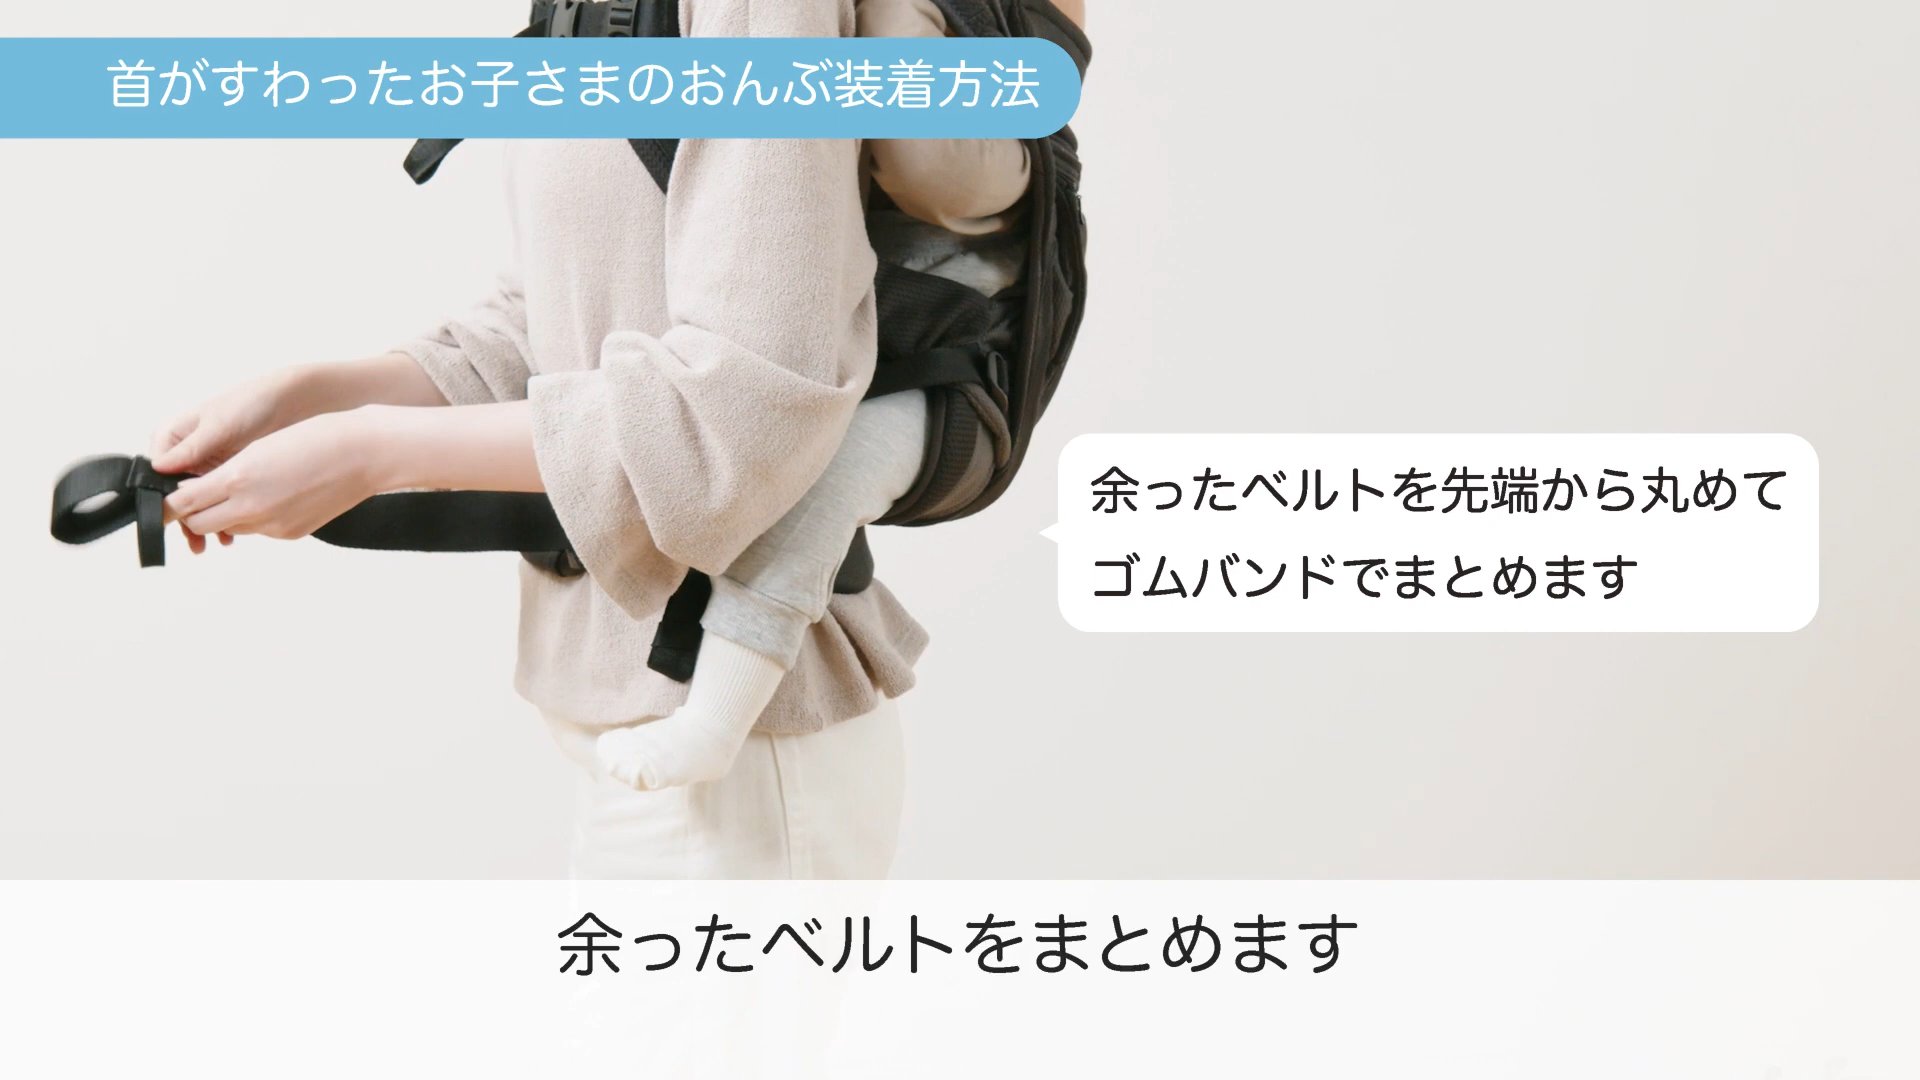 首がすわったお子さまのおんぶ装着方法
余ったベルトを先端から丸めて
ゴムバンドでまとめます
余ったベルトをまとめます